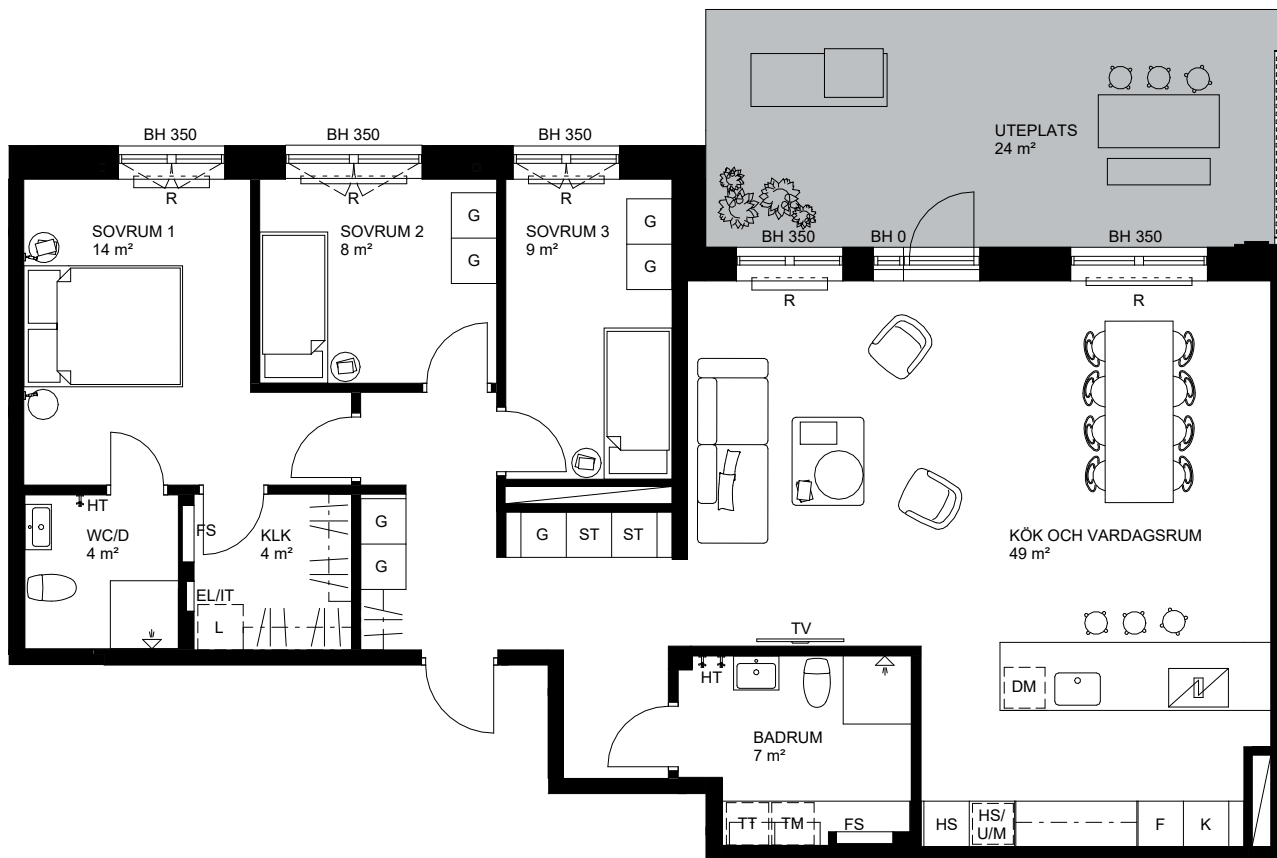 BH 350
BH 350
BH 350
UTEPLATS
24 m²
R
R
R
SOVRUM 1
14 m²
SOVRUM 2
8 m²
G
G
SOVRUM 3
9 m²
G
G
BH 350
BH 0
BH 350
R
R
HT
WC/D
4 m²
FS
KLK
4 m²
EL/IT
L
G
G
G
ST
ST
KÖK OCH VARDAGSRUM
49 m²
TV
HT
DM
BADRUM
7 m²
TT
TM
FS
HS
HS/
U/M
F
K